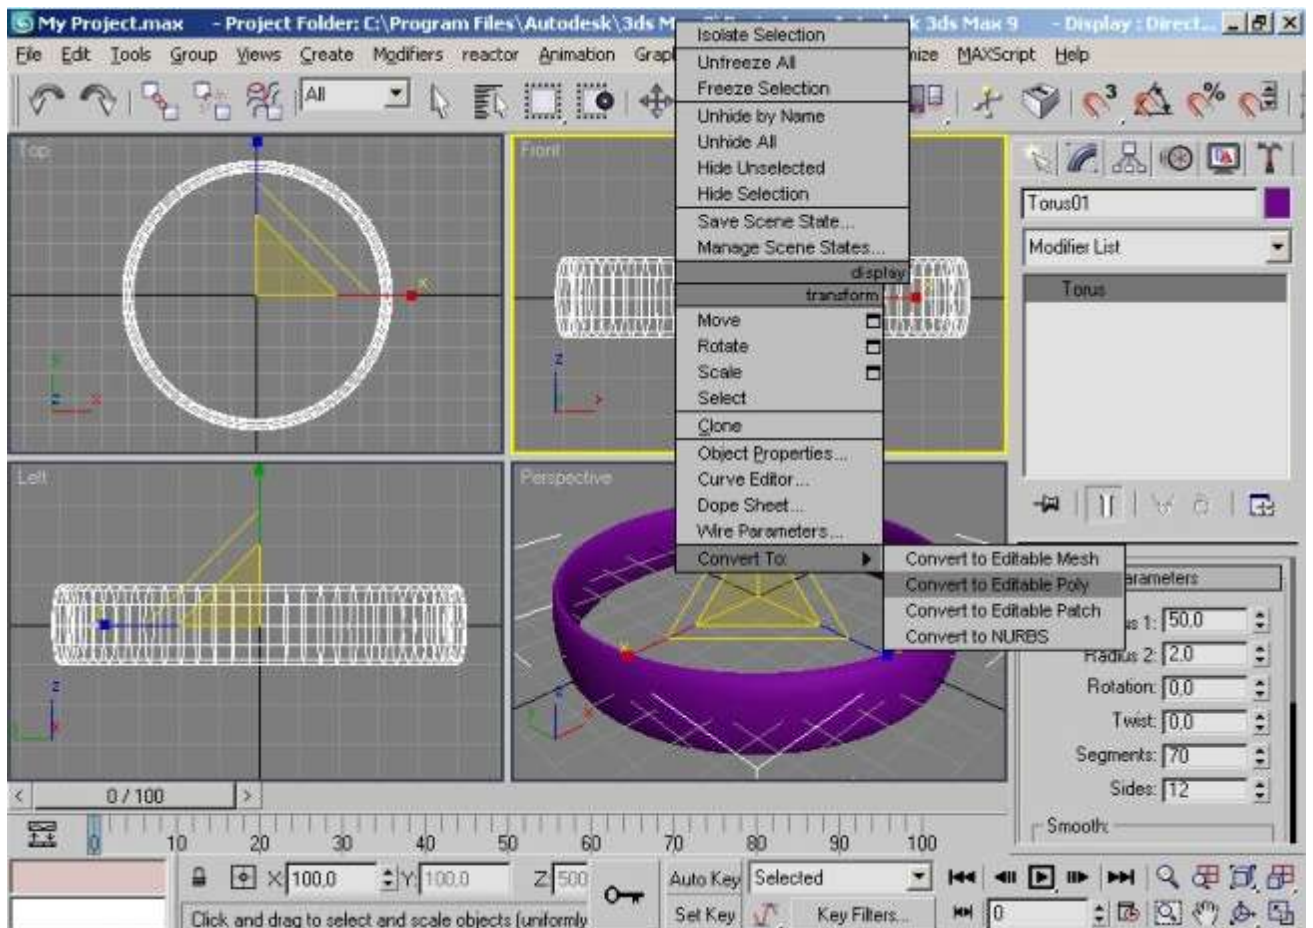 My Project.max - Project Folder: C:\Program Files\Autodesk\3ds M
k 3ds Max 9 - Display : Direct...
File Edit Tools Group Views Create Modifiers reactor Animation Grap
mize MAXScript Help
All
Isolate Selection
Unfreeze All
Freeze Selection
Unhide by Name
Unhide All
Hide Unselected
Hide Selection
Save Scene State...
Manage Scene States...
display
transform
Move
Rotate
Scale
Select
Clone
Object Properties...
Curve Editor...
Dope Sheet...
Wire Parameters...
Convert To:
Convert to Editable Mesh
Convert to Editable Poly
Convert to Editable Patch
Convert to NURBS
Top
Front
Left
Perspective
Torus01
Modifier List
Torus
arameters
us 1: 50,0
Radius 2: 2,0
Rotation: 0,0
Twist: 0,0
Segments: 70
Sides: 12
Smooth:
0 / 100
0 10 20 30 40 50 60 70 80 90 100
X: 100,0 Y: 100,0 Z: 500
Auto Key Selected
Click and drag to select and scale objects (uniformly
Set Key Key Filters...
0